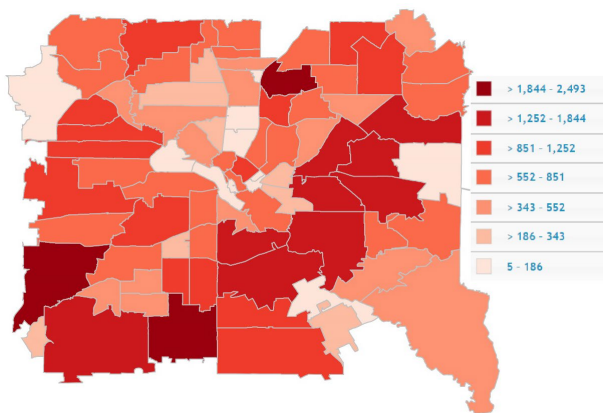 > 1,844 - 2,493
> 1,252 - 1,844
> 851 - 1,252
> 552 - 851
> 343 - 552
> 186 - 343
5 - 186